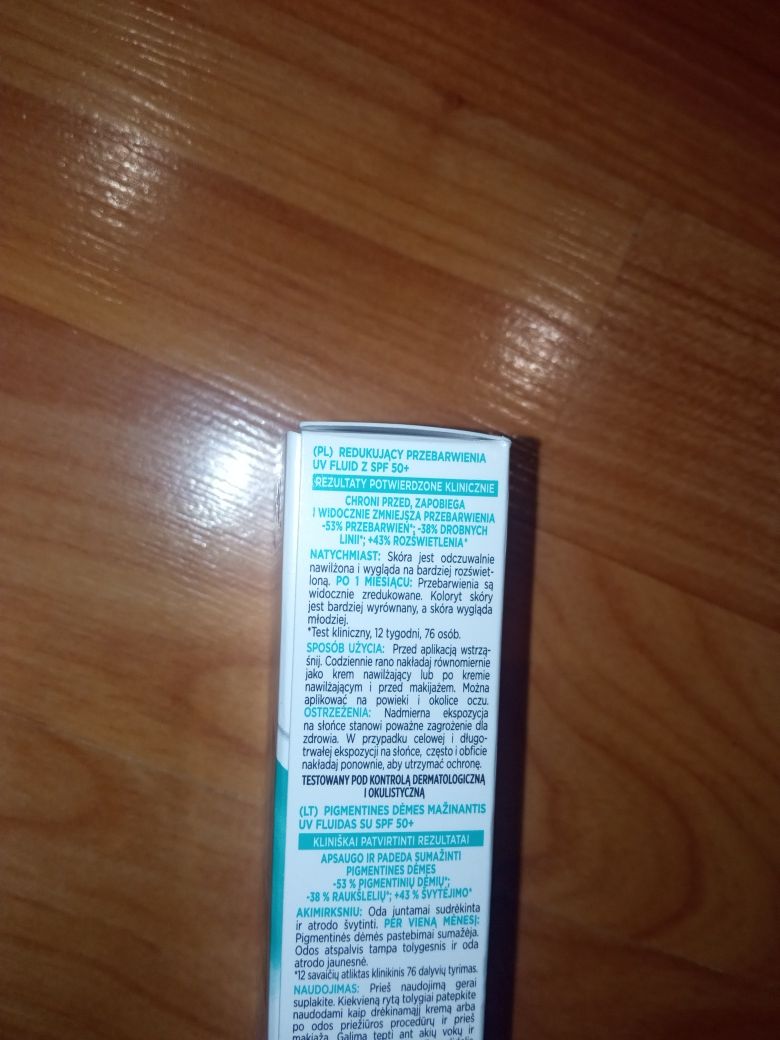 (PL) REDUKUJĄCY PRZEBARWIENIA
UV FLUID Z SPF 50+
REZULTATY POTWIERDZONE KLINICZNIE
CHRONI PRZED, ZAPOBIEGA
I WIDOCZNIE ZMNIEJSZA PRZEBARWIENIA
-53% PRZEBARWIEŃ*; -38% DROBNYCH
LINII*; +43% ROZŚWIETLENIA*
NATYCHMIAST: Skóra jest odczuwalnie
nawilżona i wygląda na bardziej rozświet-
loną. PO 1 MIESIĄCU: Przebarwienia są
widocznie zredukowane. Koloryt skóry
jest bardziej wyrównany, a skóra wygląda
młodziej.
*Test kliniczny, 12 tygodni, 76 osób.
SPOSÓB UŻYCIA: Przed aplikacją wstrzą-
śnij. Codziennie rano nakładaj równomiernie
jako krem nawilżający lub po kremie
nawilżającym i przed makijażem. Można
aplikować na powieki i okolice oczu.
OSTRZEŻENIA: Nadmierna ekspozycja
na słońce stanowi poważne zagrożenie dla
zdrowia. W przypadku celowej i długo-
trwałej ekspozycji na słońce, często i obficie
nakładaj ponownie, aby utrzymać ochronę.
TESTOWANY POD KONTROLĄ DERMATOLOGICZNĄ
I OKULISTYCZNĄ
(LT) PIGMENTINES DĖMES MAŽINANTIS
UV FLUIDAS SU SPF 50+
KLINIŠKAI PATVIRTINTI REZULTATAI
APSAUGO IR PADEDA SUMAŽINTI
PIGMENTINES DĖMES
-53 % PIGMENTINIŲ DĖMIŲ*;
-38 % RAUKŠLELIŲ*; +43 % ŠVYTĖJIMO*
AKIMIRKSNIU: Oda juntamai sudrėkinta
ir atrodo švytinti. PER VIENĄ MĖNESĮ:
Pigmentinės dėmės pastebimai sumažėja.
Odos atspalvis tampa tolygesnis ir oda
atrodo jaunesnė.
*12 savaičių atliktas klinikinis 76 dalyvių tyrimas.
NAUDOJIMAS: Prieš naudojimą gerai
suplakite. Kiekvieną rytą tolygiai patepkite
naudodami kaip drėkinamąjį kremą arba
po odos priežiūros procedūrų ir prieš
makiažą. Galima tepti ant akių vokų ir